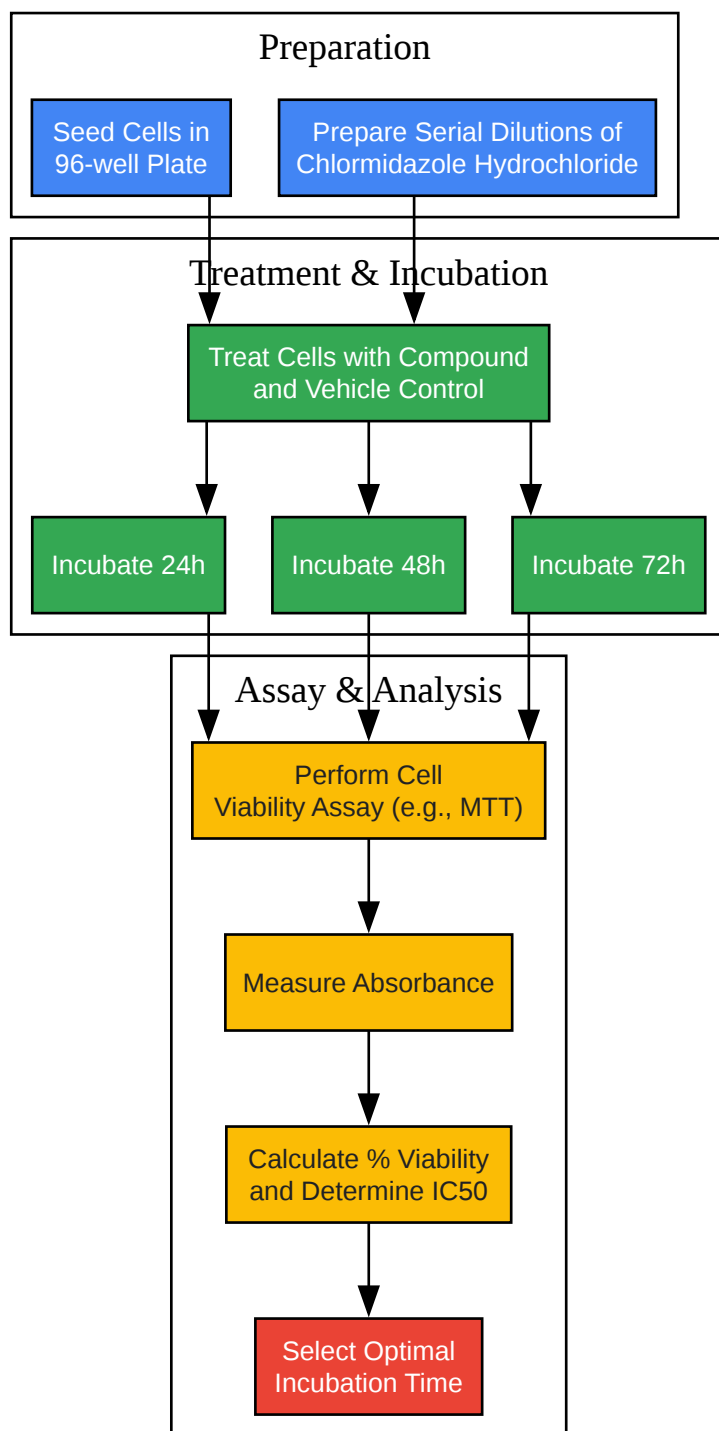 Preparation
Seed Cells in
96-well Plate
Prepare Serial Dilutions of
Chlormidazole Hydrochloride
Treatment & Incubation
Treat Cells with Compound
and Vehicle Control
Incubate 24h
Incubate 48h
Incubate 72h
Assay & Analysis
Perform Cell
Viability Assay (e.g., MTT)
Measure Absorbance
Calculate % Viability
and Determine IC50
Select Optimal
Incubation Time